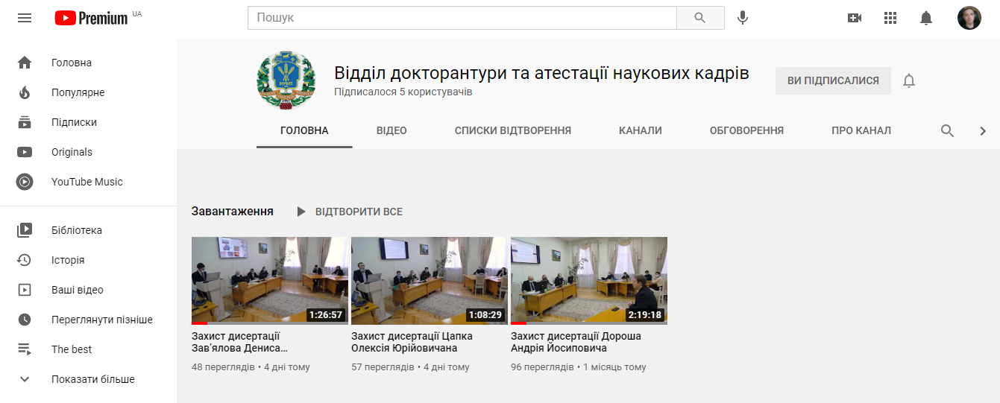 Premium UA
Пошук
Головна
Популярне
Підписки
Originals
YouTube Music
Бібліотека
Історія
Ваші відео
Переглянути пізніше
The best
Показати більше
Відділ докторантури та атестації наукових кадрів
Підписалося 5 користувачів
ВИ ПІДПИСАЛИСЯ
ГОЛОВНА
ВІДЕО
СПИСКИ ВІДТВОРЕННЯ
КАНАЛИ
ОБГОВОРЕННЯ
ПРО КАНАЛ
Завантаження
ВІДТВОРИТИ ВСЕ
1:26:57
Захист дисертації
Зав’ялова Дениса...
48 переглядів • 4 дні тому
1:08:29
Захист дисертації Цапка
Олексія Юрійовичана
57 переглядів • 4 дні тому
2:19:18
Захист дисертації Дороша
Андрія Йосиповича
96 переглядів • 1 місяць тому